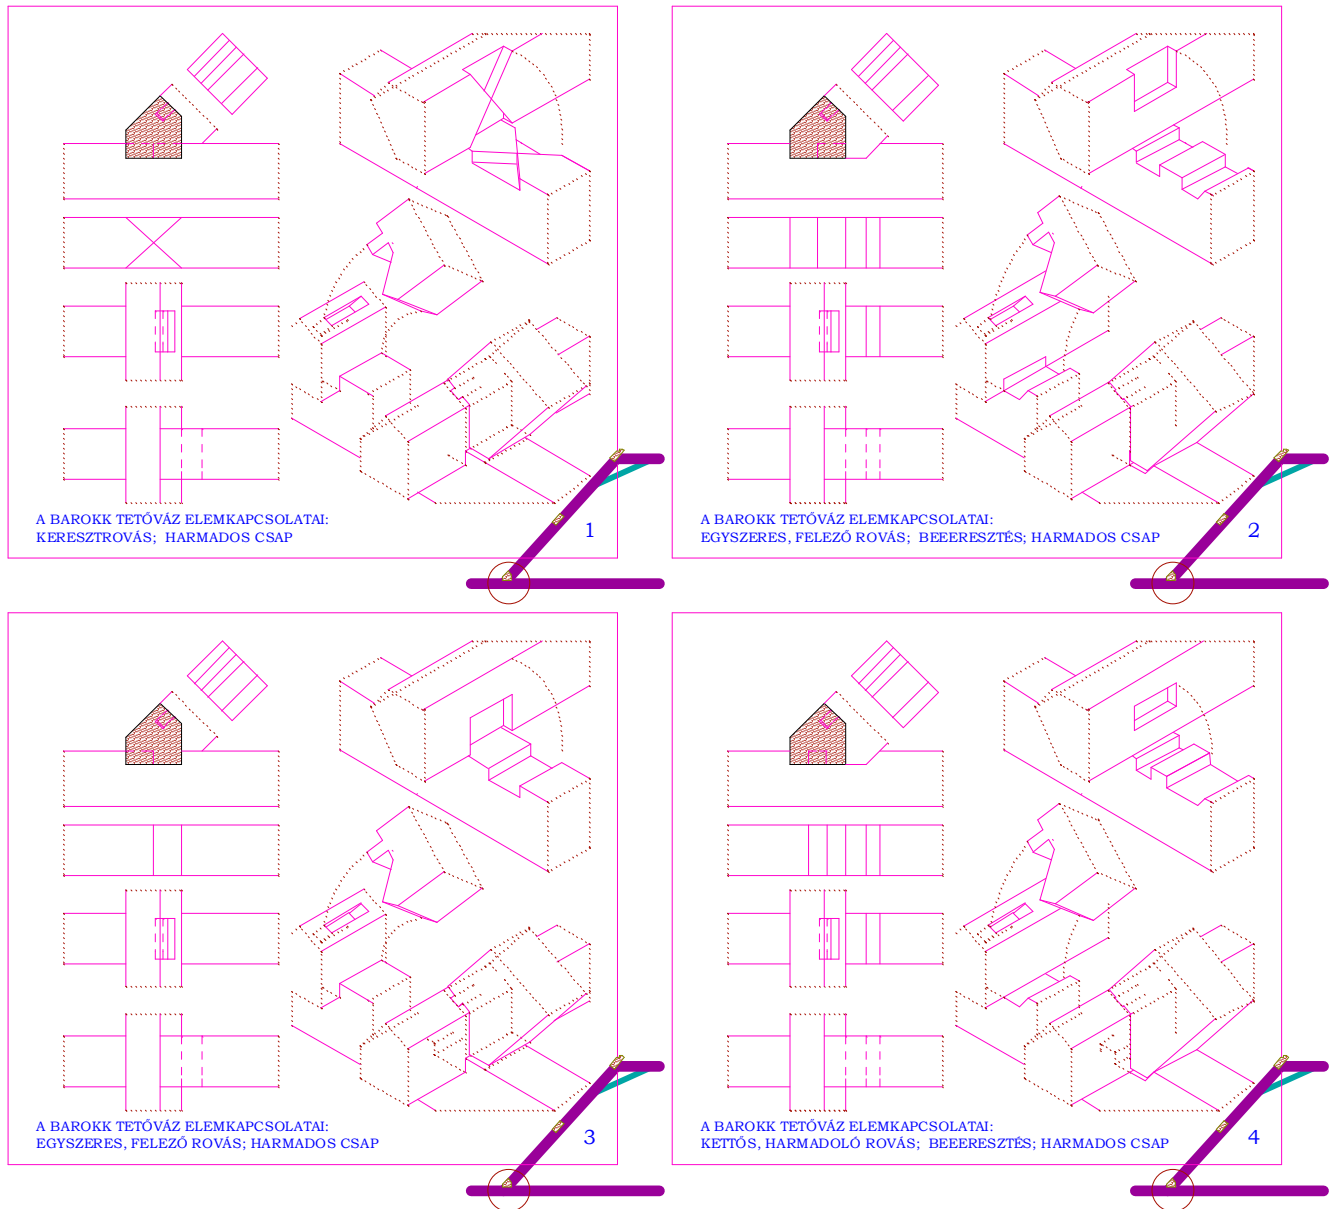 A BAROKK TETŐVÁZ ELEMKAPCSOLATAI:
KERESZTROVÁS; HARMADOS CSAP
1
A BAROKK TETŐVÁZ ELEMKAPCSOLATAI:
EGYSZERES, FELEZŐ ROVÁS; BEEERESZTÉS; HARMADOS CSAP
2
A BAROKK TETŐVÁZ ELEMKAPCSOLATAI:
EGYSZERES, FELEZŐ ROVÁS; HARMADOS CSAP
3
A BAROKK TETŐVÁZ ELEMKAPCSOLATAI:
KETTŐS, HARMADOLÓ ROVÁS; BEEERESZTÉS; HARMADOS CSAP
4